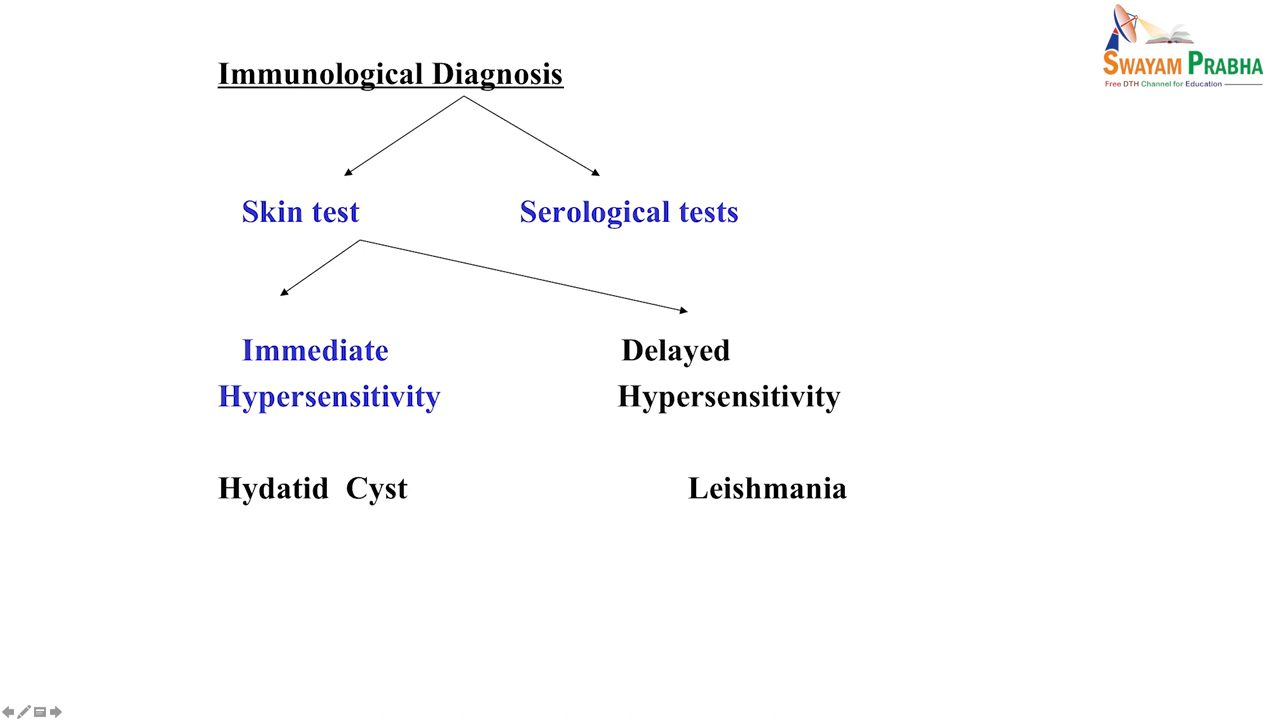 SWAYAM PRABHA
Free DTH Channel for Education
Immunological Diagnosis
Skin test Serological tests
Immediate Delayed
Hypersensitivity Hypersensitivity
Hydatid Cyst Leishmania